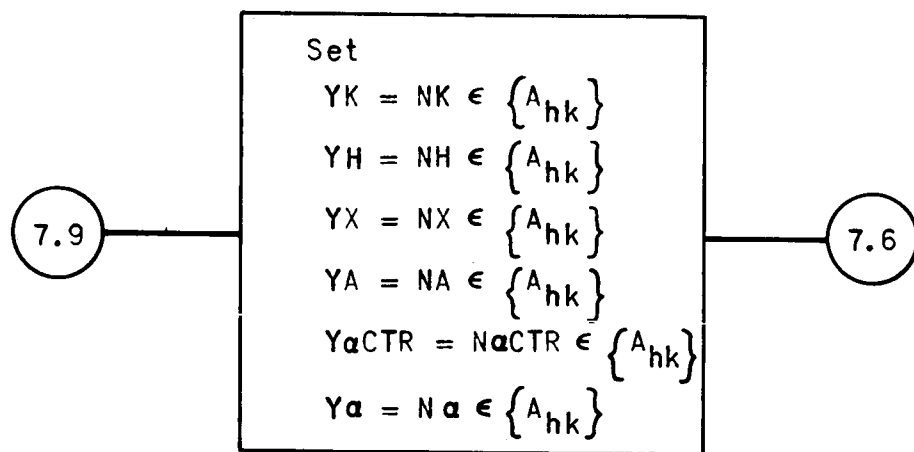 Set
YK = NK ϵ {A_hk}
YH = NH ϵ {A_hk}
YX = NX ϵ {A_hk}
7.9
7.6
YA = NA ϵ {A_hk}
YαCTR = NαCTR ϵ {A_hk}
Yα = Nα ϵ {A_hk}